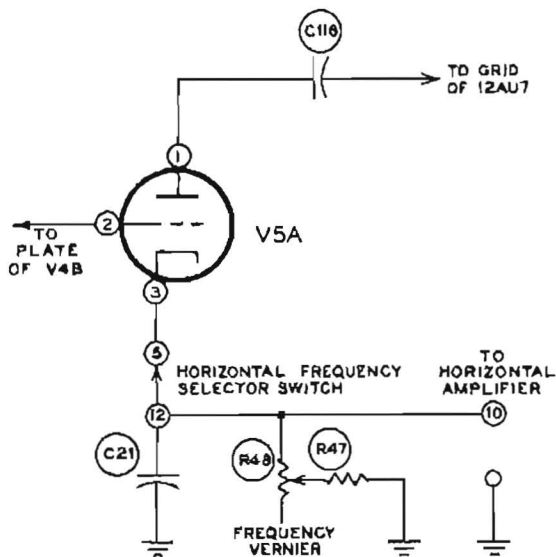 C116
TO GRID
OF 12AU7
1
2
V5A
TO
PLATE
OF V4B
3
5
HORIZONTAL FREQUENCY
SELECTOR SWITCH
TO
HORIZONTAL
AMPLIFIER
12
10
C21
R48
R47
FREQUENCY
VERNIER